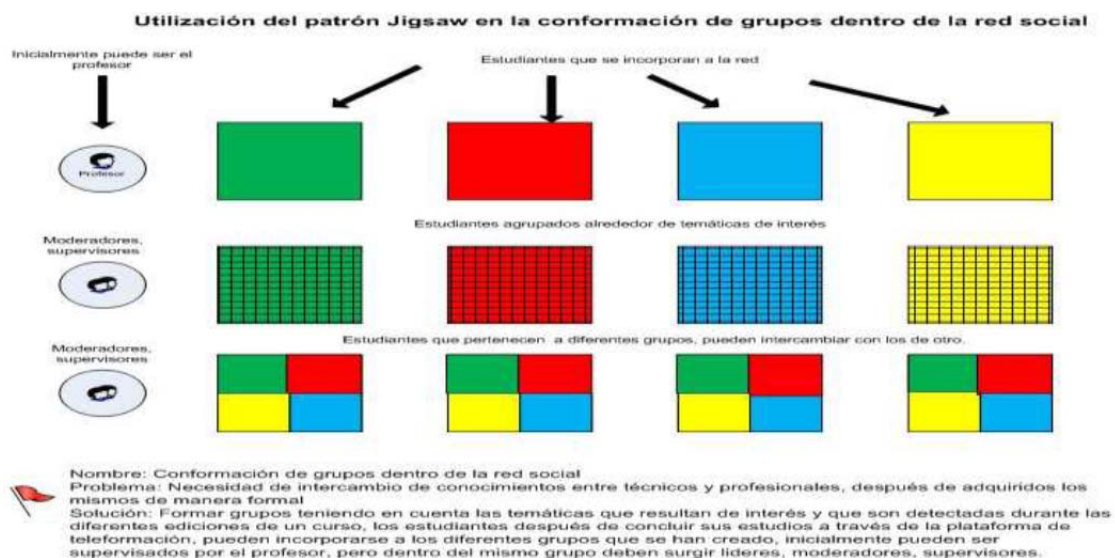 Utilización del patrón Jigsaw en la conformación de grupos dentro de la red social
Inicialmente puede ser el
profesor
Estudiantes que se incorporan a la red
Profesor
Estudiantes agrupados alrededor de temáticas de interés
Moderadores,
supervisores
Estudiantes que pertenecen a diferentes grupos, pueden intercambiar con los de otro.
Moderadores,
supervisores
Nombre: Conformación de grupos dentro de la red social
Problema: Necesidad de intercambio de conocimientos entre técnicos y profesionales, después de adquiridos los
mismos de manera formal
Solución: Formar grupos teniendo en cuenta las temáticas que resultan de interés y que son detectadas durante las
diferentes ediciones de un curso, los estudiantes después de concluir sus estudios a través de la plataforma de
teleformación, pueden incorporarse a los diferentes grupos que se han creado, inicialmente pueden ser
supervisados por el profesor, pero dentro del mismo grupo deben surgir líderes, moderadores, supervisores.